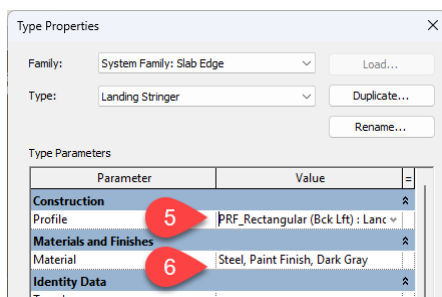 Type Properties
Family: System Family: Slab Edge Load...
Type: Landing Stringer Duplicate...
Rename...
Type Parameters
Parameter Value =
Construction
Profile 5 PRF_Rectangular (Bck Lft) : Lanc
Materials and Finishes
Material 6 Steel, Paint Finish, Dark Gray
Identity Data